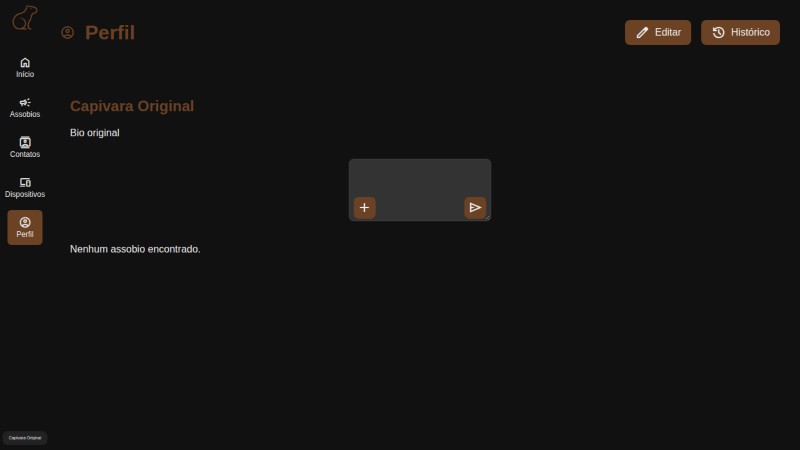 Perfil
Editar
Histórico
Início
Assobios
Contatos
Dispositivos
Perfil
Capivara Original
Bio original
Nenhum assobio encontrado.
Capivara Original